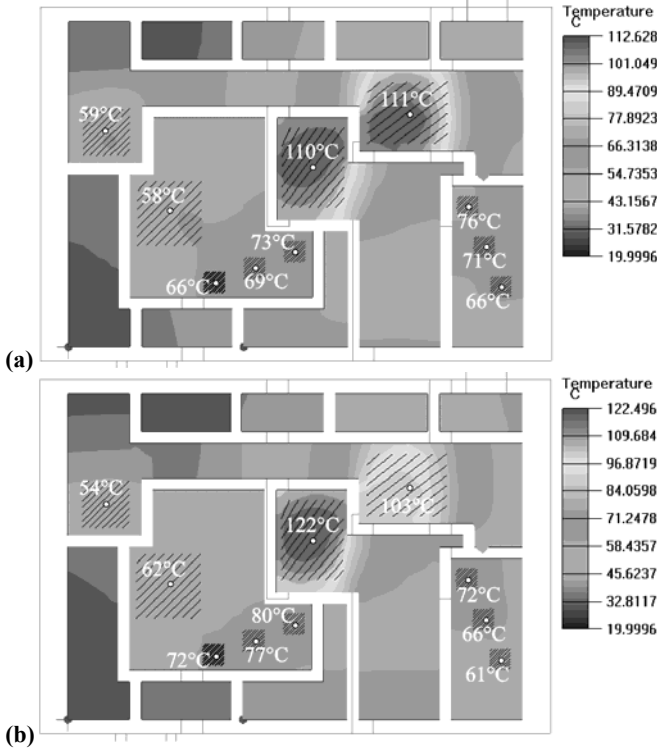 Temperature
C
112.628
101.049
89.4709
77.8923
66.3138
54.7353
43.1567
31.5782
19.9996
59°C
111°C
110°C
58°C
76°C
73°C
71°C
69°C
66°C
66°C
(a)
Temperature
C
122.496
109.684
96.8719
84.0598
71.2478
58.4357
45.6237
32.8117
19.9996
54°C
103°C
122°C
62°C
72°C
80°C
66°C
77°C
72°C
61°C
(b)